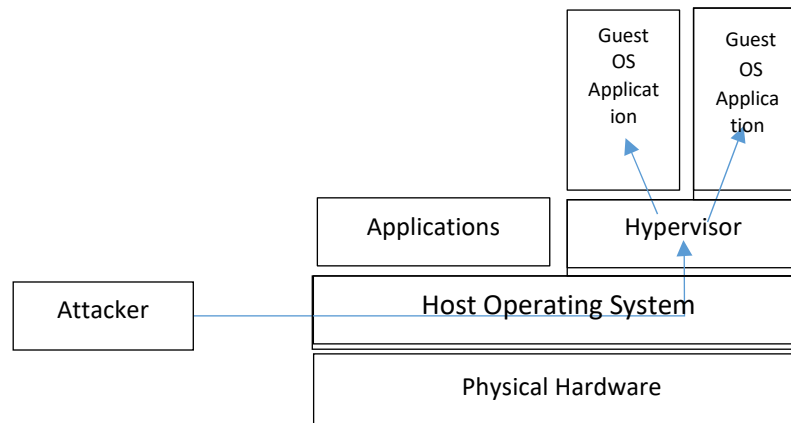 Guest
OS
Applicat
ion
Guest
OS
Applica
tion
Applications
Hypervisor
Attacker
Host Operating System
Physical Hardware